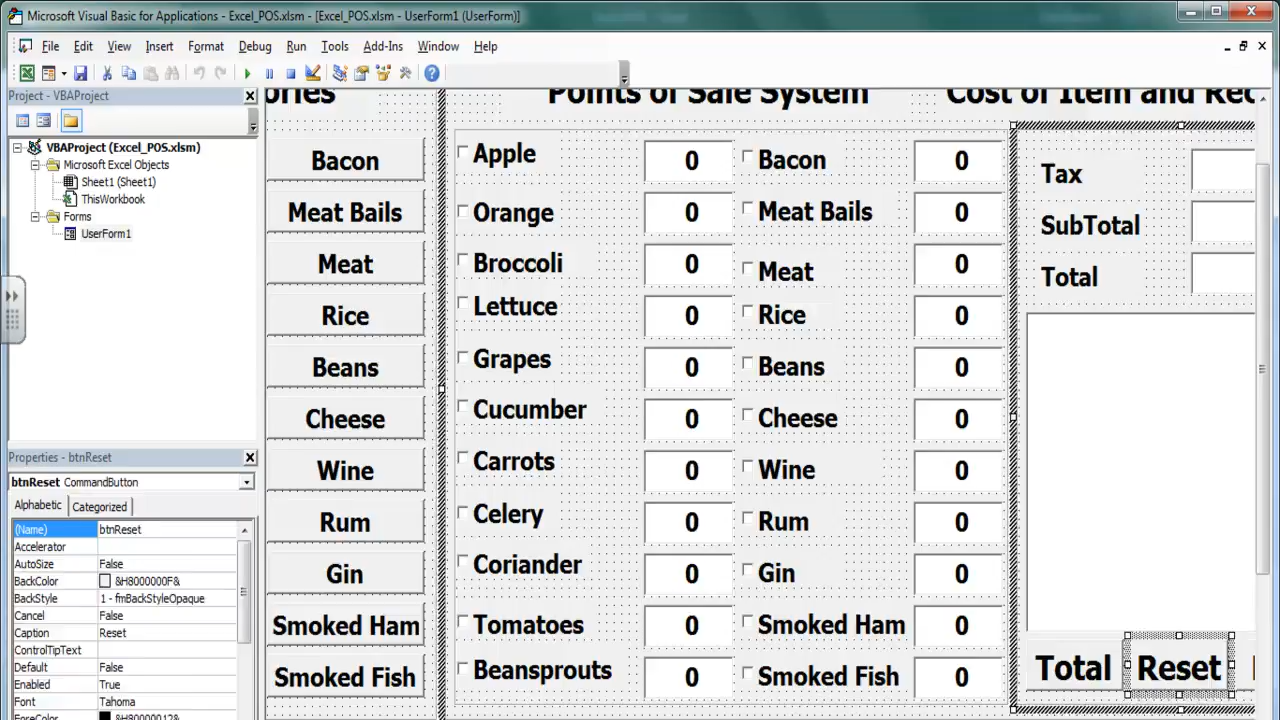 Microsoft Visual Basic for Applications - Excel_POS.xlsm - [Excel_POS.xlsm - UserForm1 (UserForm)]
File Edit View Insert Format Debug Run Tools Add-Ins Window Help
Project - VBAProject
VBAProject (Excel_POS.xlsm)
Microsoft Excel Objects
Sheet1 (Sheet1)
ThisWorkbook
Forms
UserForm1
Properties - btnReset
btnReset CommandButton
Alphabetic Categorized
(Name) btnReset
Accelerator
AutoSize False
BackColor &H8000000F&
BackStyle 1 - fmBackStyleOpaque
Cancel False
Caption Reset
ControlTipText
Default False
Enabled True
Font Tahoma
ForeColor &H80000012&
ories
Bacon
Meat Bails
Meat
Rice
Beans
Cheese
Wine
Rum
Gin
Smoked Ham
Smoked Fish
Points of Sale System
Apple 0 Bacon 0
Orange 0 Meat Bails 0
Broccoli 0 Meat 0
Lettuce 0 Rice 0
Grapes 0 Beans 0
Cucumber 0 Cheese 0
Carrots 0 Wine 0
Celery 0 Rum 0
Coriander 0 Gin 0
Tomatoes 0 Smoked Ham 0
Beansprouts 0 Smoked Fish 0
Cost of Item and Rec
Tax
SubTotal
Total
Total Reset